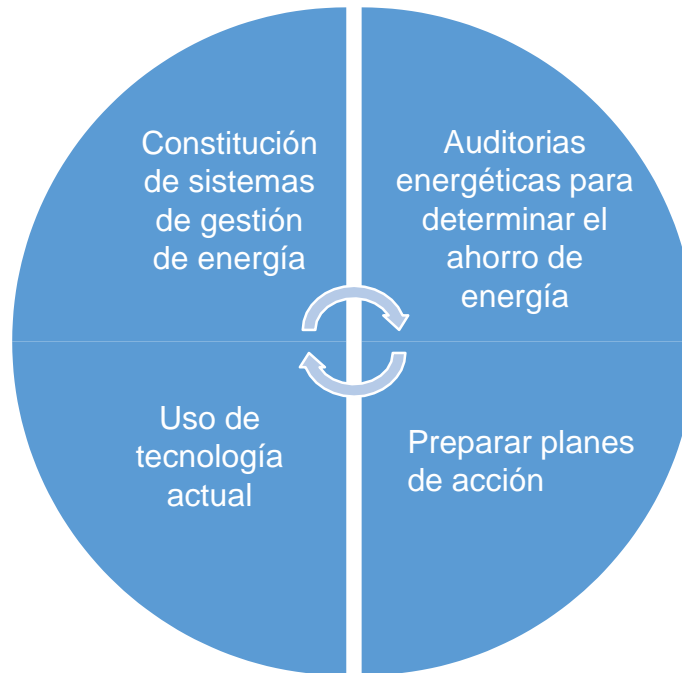 Constitución
de sistemas
de gestión
de energía
Auditorias
energéticas para
determinar el
ahorro de
energía
Uso de
tecnología
actual
Preparar planes
de acción